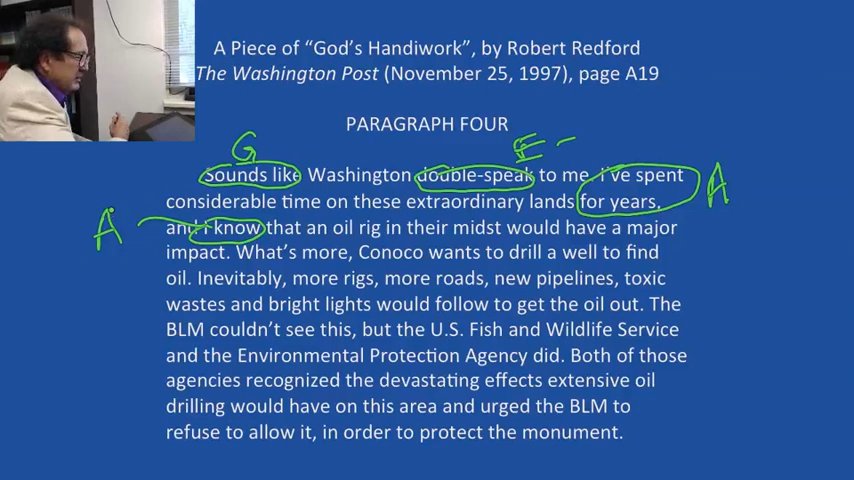 A Piece of “God’s Handiwork”, by Robert Redford
The Washington Post (November 25, 1997), page A19
PARAGRAPH FOUR
G
E -
Sounds like Washington double-speak to me. I’ve spent
A
considerable time on these extraordinary lands for years,
A
and I know that an oil rig in their midst would have a major
impact. What’s more, Conoco wants to drill a well to find
oil. Inevitably, more rigs, more roads, new pipelines, toxic
wastes and bright lights would follow to get the oil out. The
BLM couldn’t see this, but the U.S. Fish and Wildlife Service
and the Environmental Protection Agency did. Both of those
agencies recognized the devastating effects extensive oil
drilling would have on this area and urged the BLM to
refuse to allow it, in order to protect the monument.